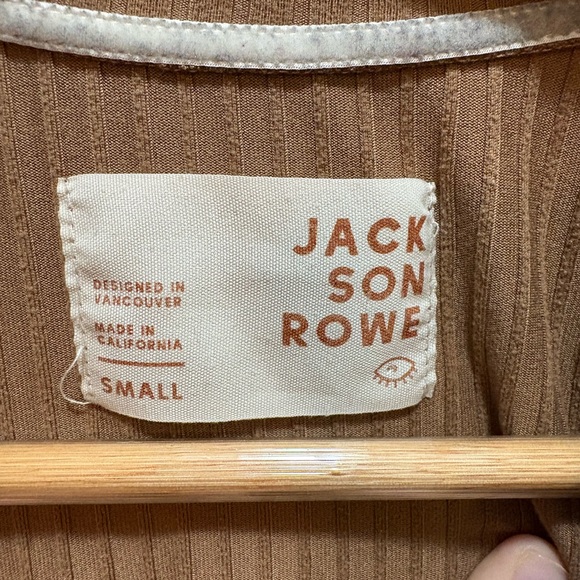 JACK
SON
ROWE
DESIGNED IN
VANCOUVER
MADE IN
CALIFORNIA
SMALL